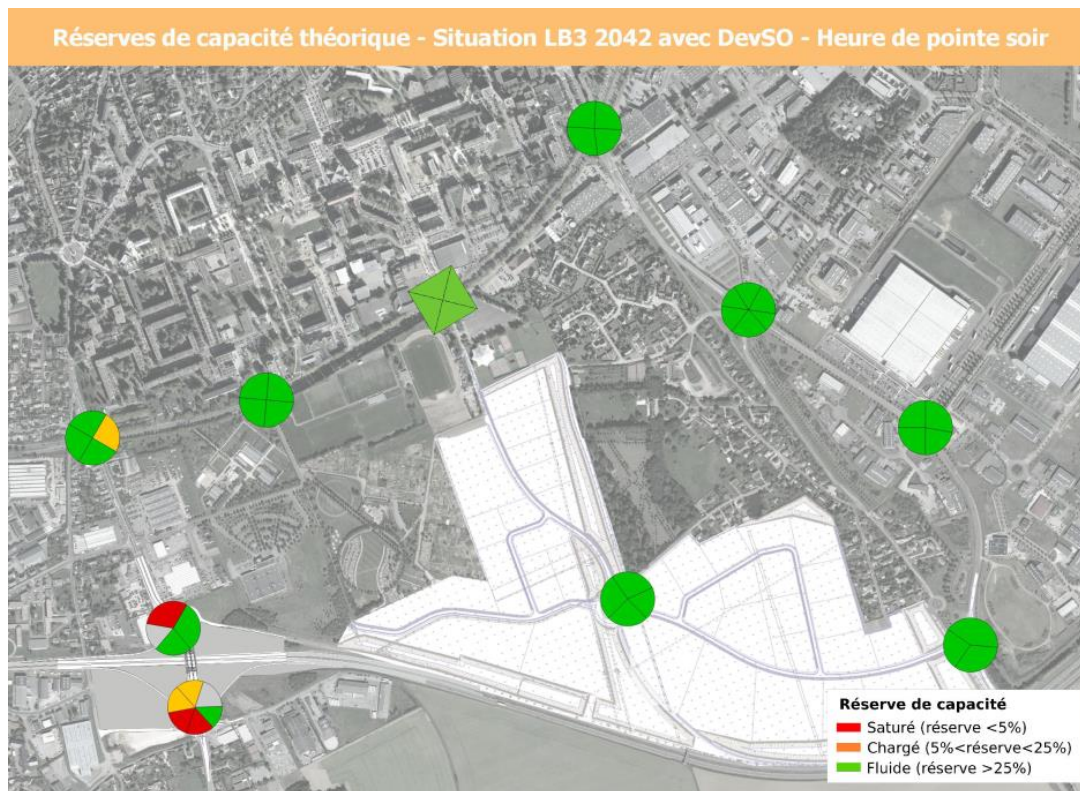 Réserves de capacité théorique - Situation LB3 2042 avec DevSO - Heure de pointe soir
Réserve de capacité
Saturé (réserve <5%)
Chargé (5%<réserve<25%)
Fluide (réserve >25%)